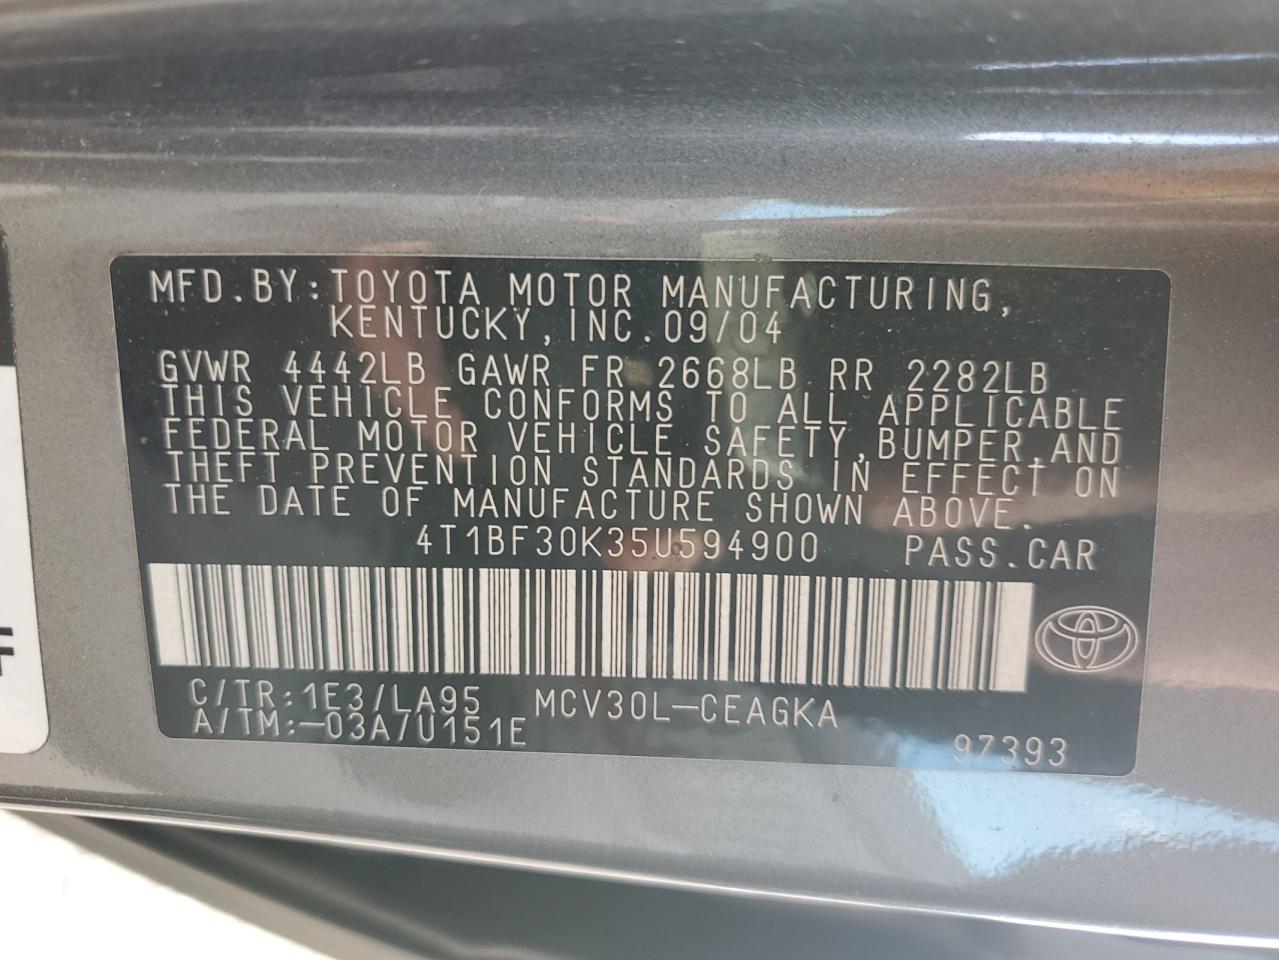 MFD.BY:TOYOTA MOTOR MANUFACTURING,
KENTUCKY,INC.09/04
GVWR 4442LB GAWR FR 2668LB RR 2282LB
THIS VEHICLE CONFORMS TO ALL APPLICABLE
FEDERAL MOTOR VEHICLE SAFETY,BUMPER,AND
THEFT PREVENTION STANDARDS IN EFFECT ON
THE DATE OF MANUFACTURE SHOWN ABOVE.
4T1BF30K35U594900 PASS.CAR
C/TR:1E3/LA95 MCV30L-CEAGKA
A/TM:-03A/U151E
97393